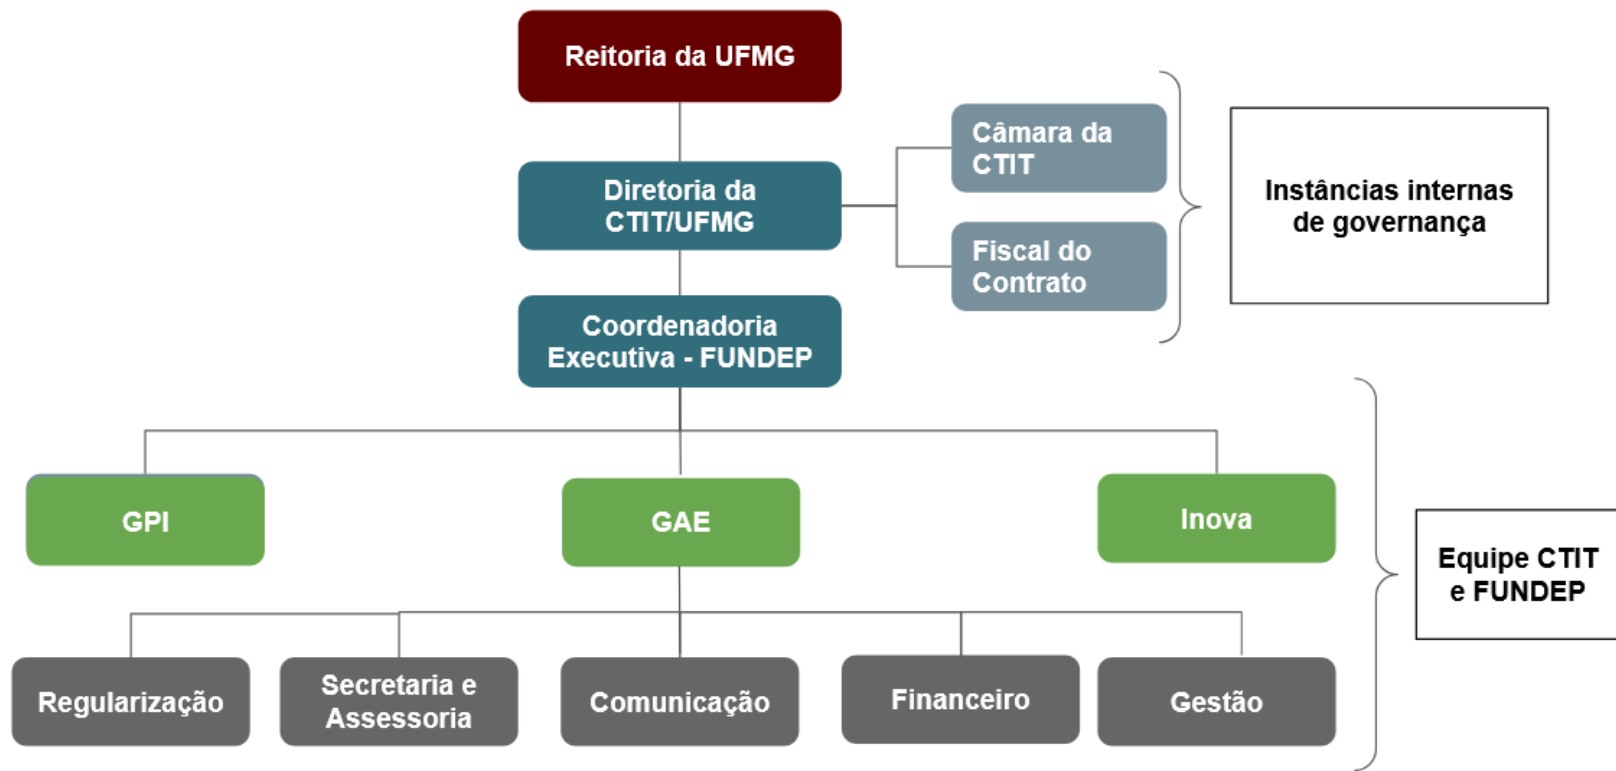 Reitoria da UFMG
Câmara da
CTIT
Diretoria da
CTIT/UFMG
Instâncias internas
de governança
Fiscal do
Contrato
Coordenadoria
Executiva - FUNDEP
GPI
GAE
Inova
Equipe CTIT
e FUNDEP
Regularização
Secretaria e
Assessoria
Comunicação
Financeiro
Gestão